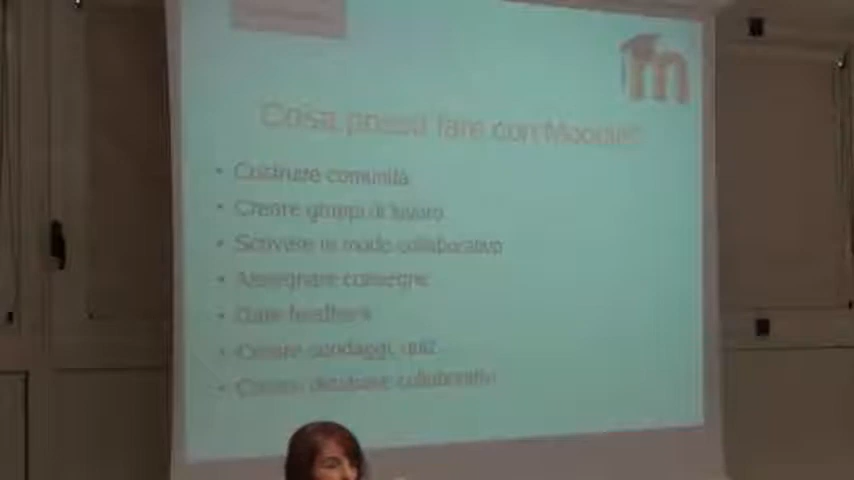 Cosa posso fare con Moodle?
• Costruire comunità
• Creare gruppi di lavoro
• Scrivere in modo collaborativo
• Assegnare consegne
• Dare feedback
• Creare sondaggi, quiz
• Creare database collaborativi
m